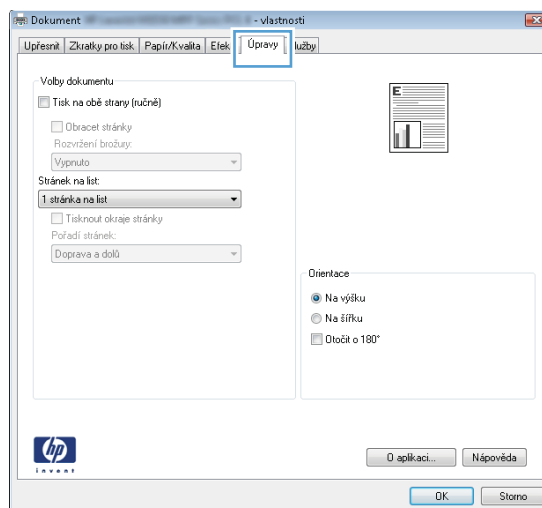 Dokument - vlastnosti
Upřesnit Zkratky pro tisk Papír/Kvalita Efek Úpravy lužby
Volby dokumentu
Tisk na obě strany (ručně)
Obracet stránky
Rozvržení brožury:
Vypnuto
Stránek na list:
1 stránka na list
Tisknout okraje stránky
Pořadí stránek:
Doprava a dolů
E
Orientace
Na výšku
Na šířku
Otočit o 180°
hp
invent
O aplikaci... Nápověda
OK Storno